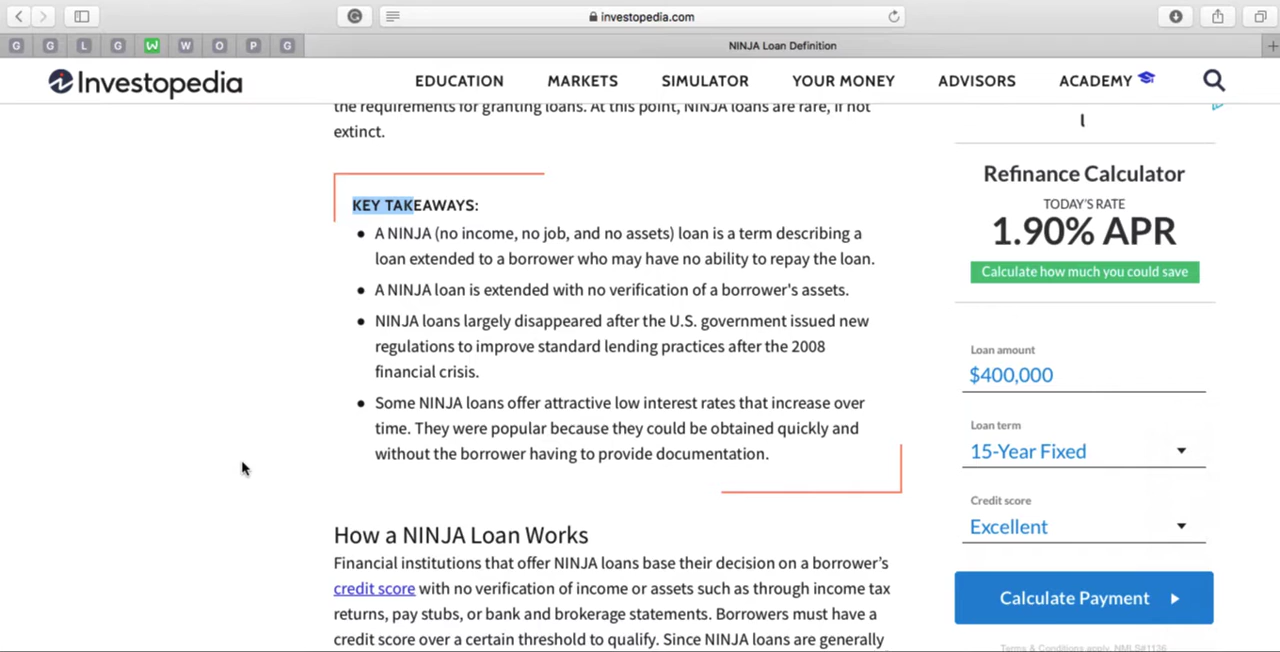 investopedia.com
G G L G W W O P G
NINJA Loan Definition
Investopedia
EDUCATION MARKETS SIMULATOR YOUR MONEY ADVISORS ACADEMY
the requirements for granting loans. At this point, NINJA loans are rare, if not
extinct.
KEY TAKEAWAYS:
• A NINJA (no income, no job, and no assets) loan is a term describing a
loan extended to a borrower who may have no ability to repay the loan.
• A NINJA loan is extended with no verification of a borrower's assets.
• NINJA loans largely disappeared after the U.S. government issued new
regulations to improve standard lending practices after the 2008
financial crisis.
• Some NINJA loans offer attractive low interest rates that increase over
time. They were popular because they could be obtained quickly and
without the borrower having to provide documentation.
How a NINJA Loan Works
Financial institutions that offer NINJA loans base their decision on a borrower’s
credit score with no verification of income or assets such as through income tax
returns, pay stubs, or bank and brokerage statements. Borrowers must have a
credit score over a certain threshold to qualify. Since NINJA loans are generally
l
Refinance Calculator
TODAY'S RATE
1.90% APR
Calculate how much you could save
Loan amount
$400,000
Loan term
15-Year Fixed
Credit score
Excellent
Calculate Payment
Terms & Conditions apply. NMLS#1136